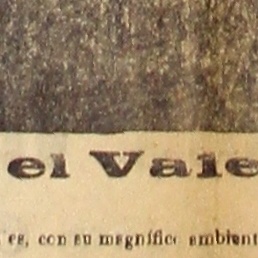 el Vale
es, con su magnífico ambient